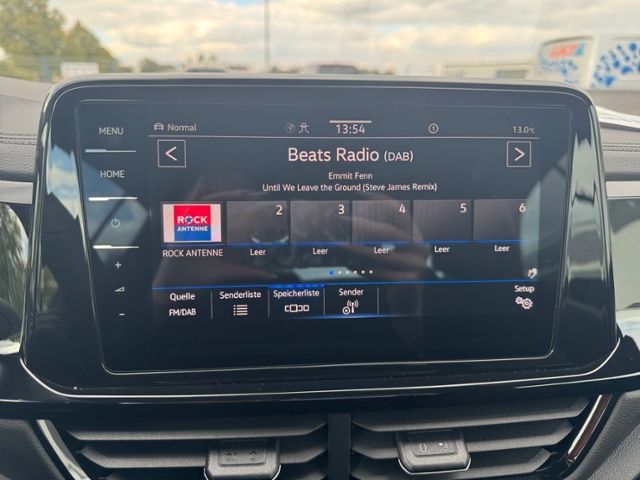 MENU
HOME
+
-
Normal
13:54
13.0°C
<
Beats Radio (DAB)
>
Emmit Fenn
Until We Leave the Ground (Steve James Remix)
ROCK
ANTENNE
2
3
4
5
6
ROCK ANTENNE
Leer
Leer
Leer
Leer
Leer
Quelle
FM/DAB
Senderliste
Speicherliste
Sender
Setup
0